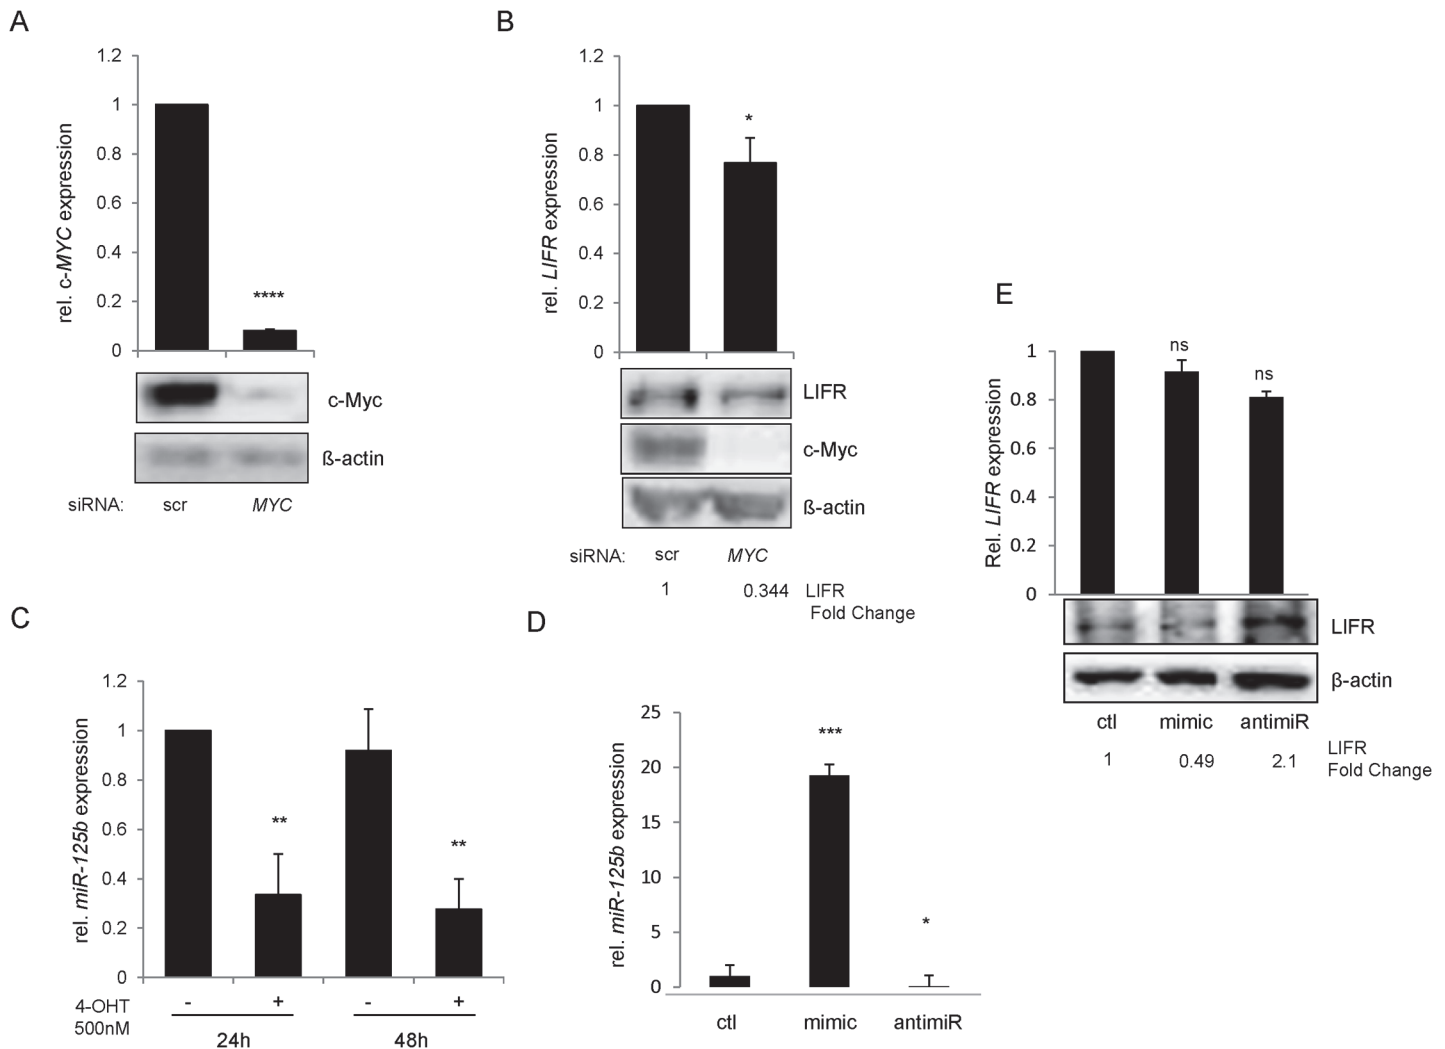 A
1.2
1
0.8
0.6
0.4
0.2
0
rel. c-MYC expression
****
c-Myc
ß-actin
siRNA: scr MYC
B
1.2
1
0.8
0.6
0.4
0.2
0
rel. LIFR expression
*
LIFR
c-Myc
ß-actin
siRNA: scr MYC
1 0.344 LIFR
Fold Change
C
1.2
1
0.8
0.6
0.4
0.2
0
rel. miR-125b expression
**
**
4-OHT - + - +
500nM
24h 48h
D
25
20
15
10
5
0
rel. miR-125b expression
***
*
ctl mimic antimiR
E
1
0.8
0.6
0.4
0.2
0
Rel. LIFR expression
ns
ns
LIFR
β-actin
ctl mimic antimiR
1 0.49 2.1 LIFR
Fold Change